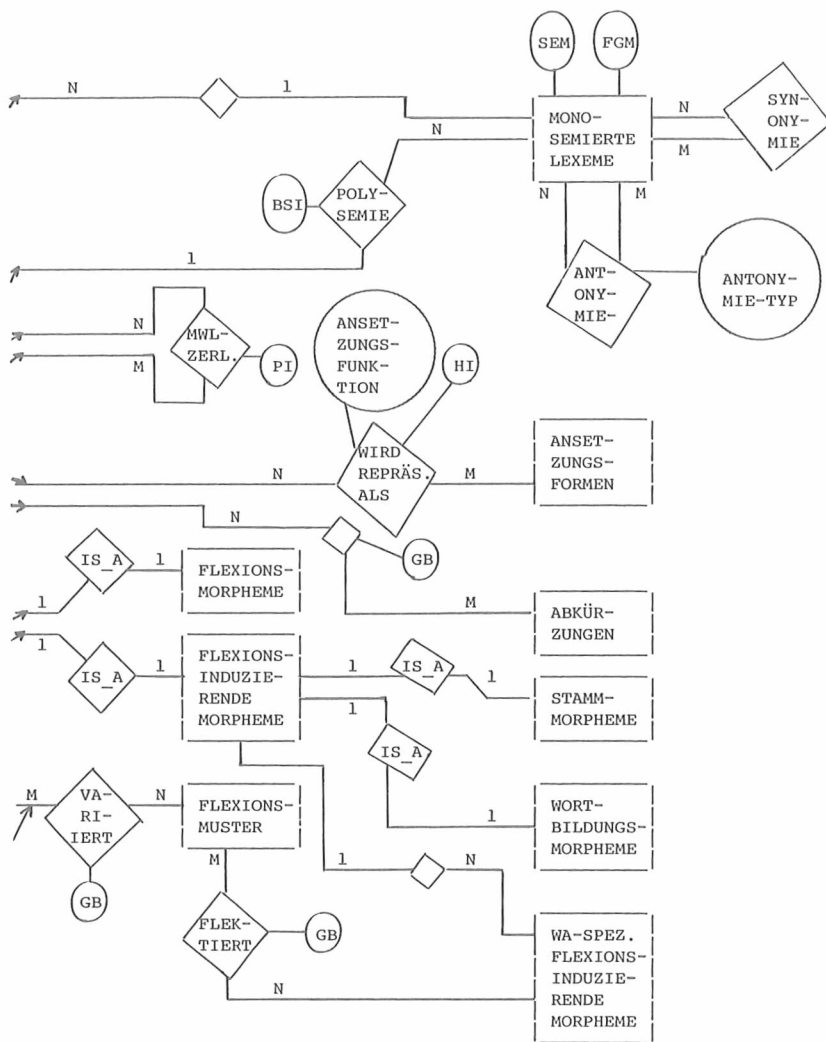 SEM FGM
N 1
MONO-
SEMIERTE
LEXEME
N
M
SYN-
ONY-
MIE
N
POLY-
SEMIE
BSI
1
N M
ANT-
ONY-
MIE-
ANTONY-
MIE-TYP
N
M
MWL-
ZERL.
PI
ANSET-
ZUNGS-
FUNK-
TION
HI
N
WIRD
REPRÄS.
ALS
M
ANSET-
ZUNGS-
FORMEN
N
GB
M
ABKÜR-
ZUNGEN
1
IS_A
1
FLEXIONS-
MORPHEME
1
IS_A
1
FLEXIONS-
INDUZIE-
RENDE
MORPHEME
1
IS_A
1
STAMM-
MORPHEME
1
IS_A
1
WORT-
BILDUNGS-
MORPHEME
M
VA-
RI-
IERT
GB
N
FLEXIONS-
MUSTER
1 N
M
FLEK-
TIERT
GB
N
WA-SPEZ.
FLEXIONS-
INDUZIE-
RENDE
MORPHEME